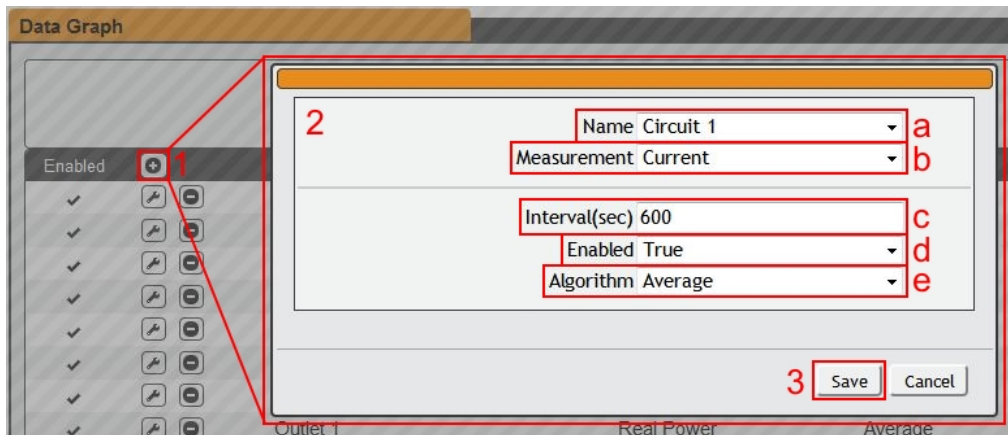 Data Graph
2
Name Circuit 1 a
Measurement Current b
Enabled 1
Interval(sec) 600 c
Enabled True d
Algorithm Average e
3 Save Cancel
Outlet 1 Real Power Average